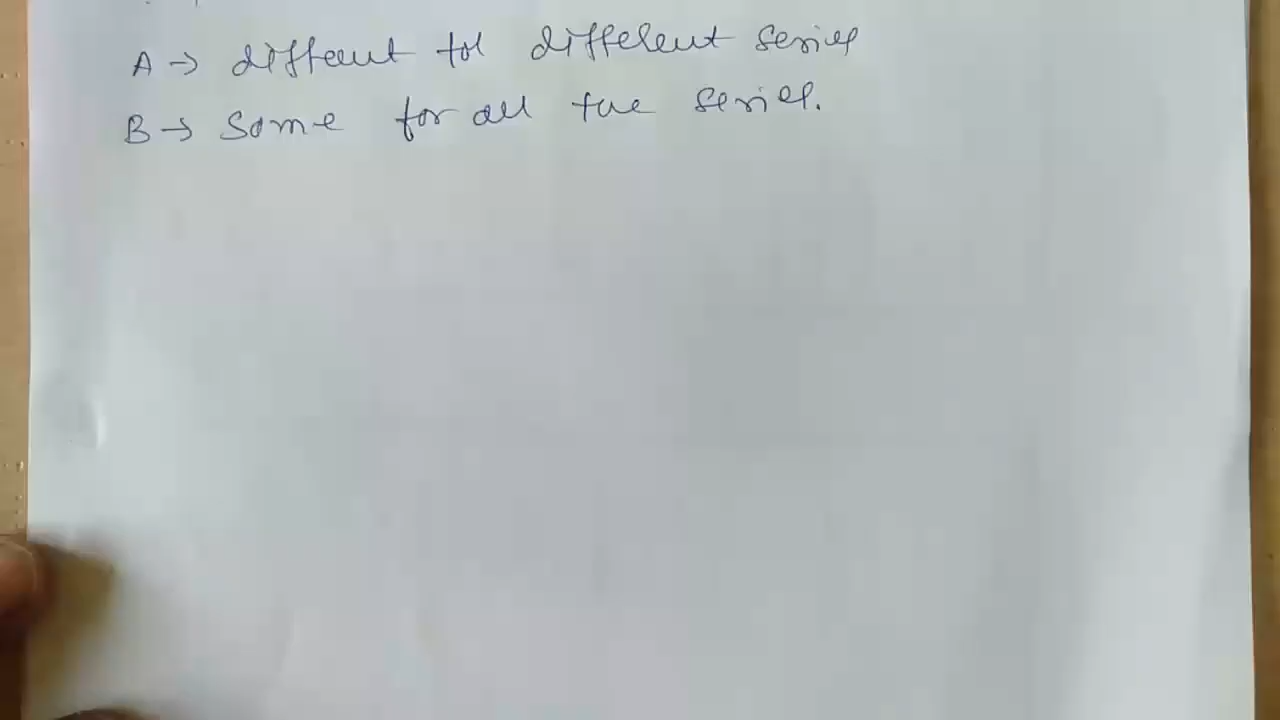 A → different for different series
B → Same for all the series.